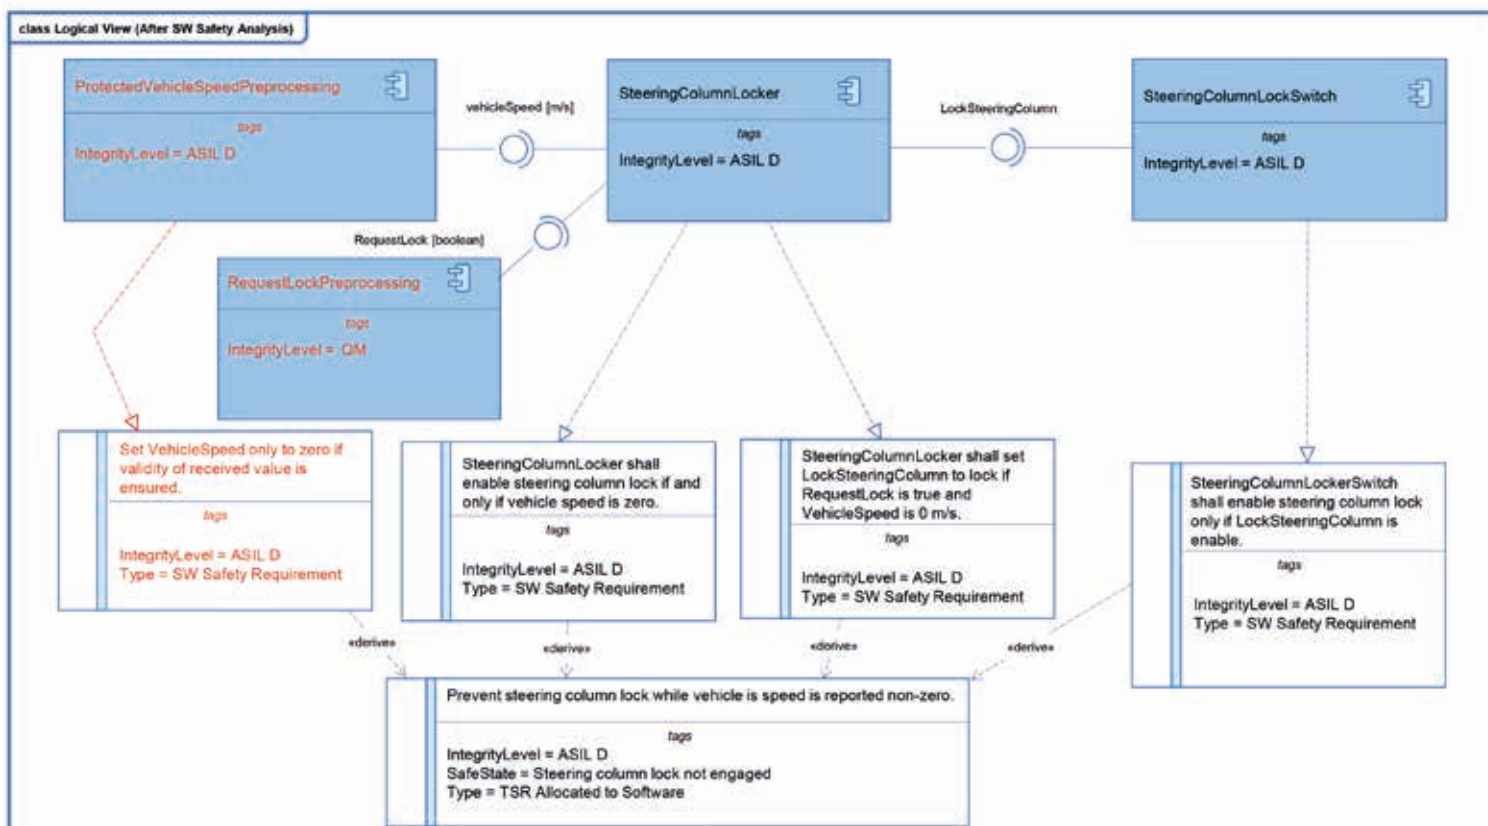 class Logical View (After SW Safety Analysis)
ProtectedVehicleSpeedPreprocessing
tags
IntegrityLevel = ASIL D
vehicleSpeed [m/s]
SteeringColumnLocker
tags
IntegrityLevel = ASIL D
LockSteeringColumn
SteeringColumnLockSwitch
tags
IntegrityLevel = ASIL D
RequestLock [boolean]
RequestLockPreprocessing
tags
IntegrityLevel = QM
Set VehicleSpeed only to zero if
validity of received value is
ensured.
tags
IntegrityLevel = ASIL D
Type = SW Safety Requirement
SteeringColumnLocker shall
enable steering column lock if and
only if vehicle speed is zero.
tags
IntegrityLevel = ASIL D
Type = SW Safety Requirement
SteeringColumnLocker shall set
LockSteeringColumn to lock if
RequestLock is true and
VehicleSpeed is 0 m/s.
tags
IntegrityLevel = ASIL D
Type = SW Safety Requirement
SteeringColumnLockerSwitch
shall enable steering column lock
only if LockSteeringColumn is
enable.
tags
IntegrityLevel = ASIL D
Type = SW Safety Requirement
«derive»
«derive»
«derive»
«derive»
Prevent steering column lock while vehicle is speed is reported non-zero.
tags
IntegrityLevel = ASIL D
SafeState = Steering column lock not engaged
Type = TSR Allocated to Software